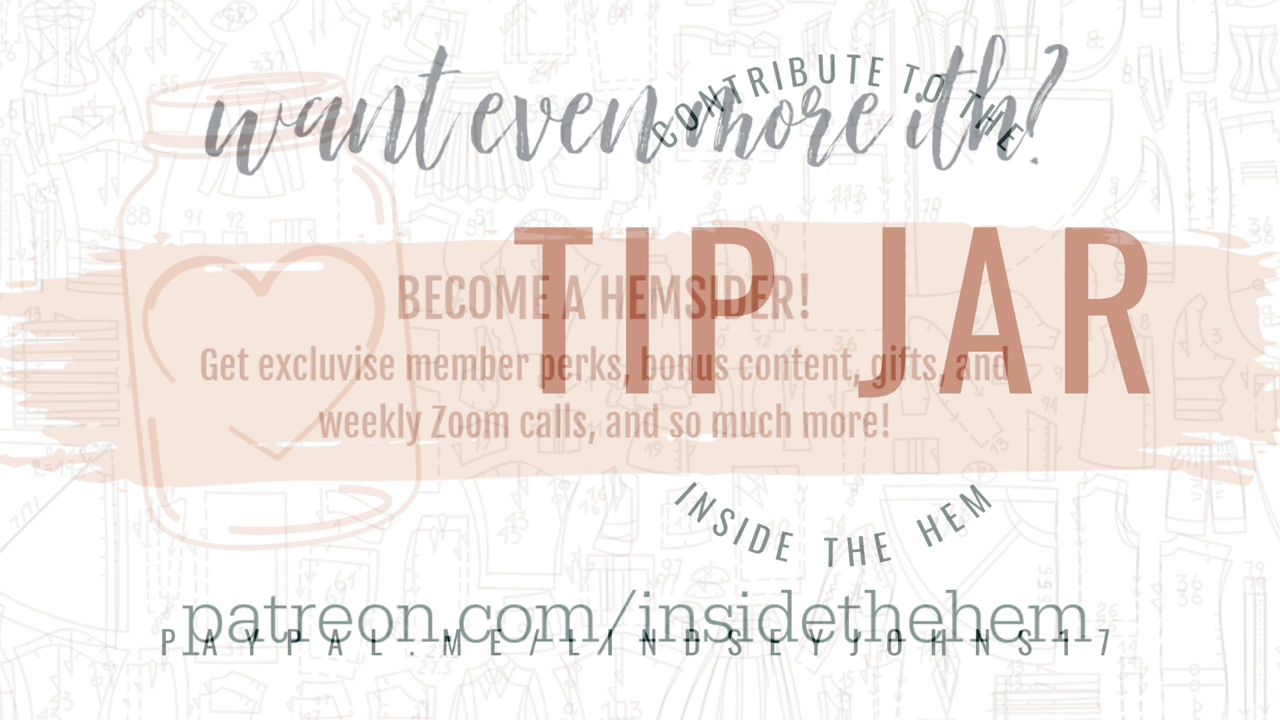 want even more ith?
CONTRIBUTE TO THE
TIP JAR
BECOME A HEMSIDER!
Get excluvise member perks, bonus content, gifts, and
weekly Zoom calls, and so much more!
INSIDE THE HEM
patreon.com/insidethehem
PAYPAL.ME/LINDSEYJOHNS17